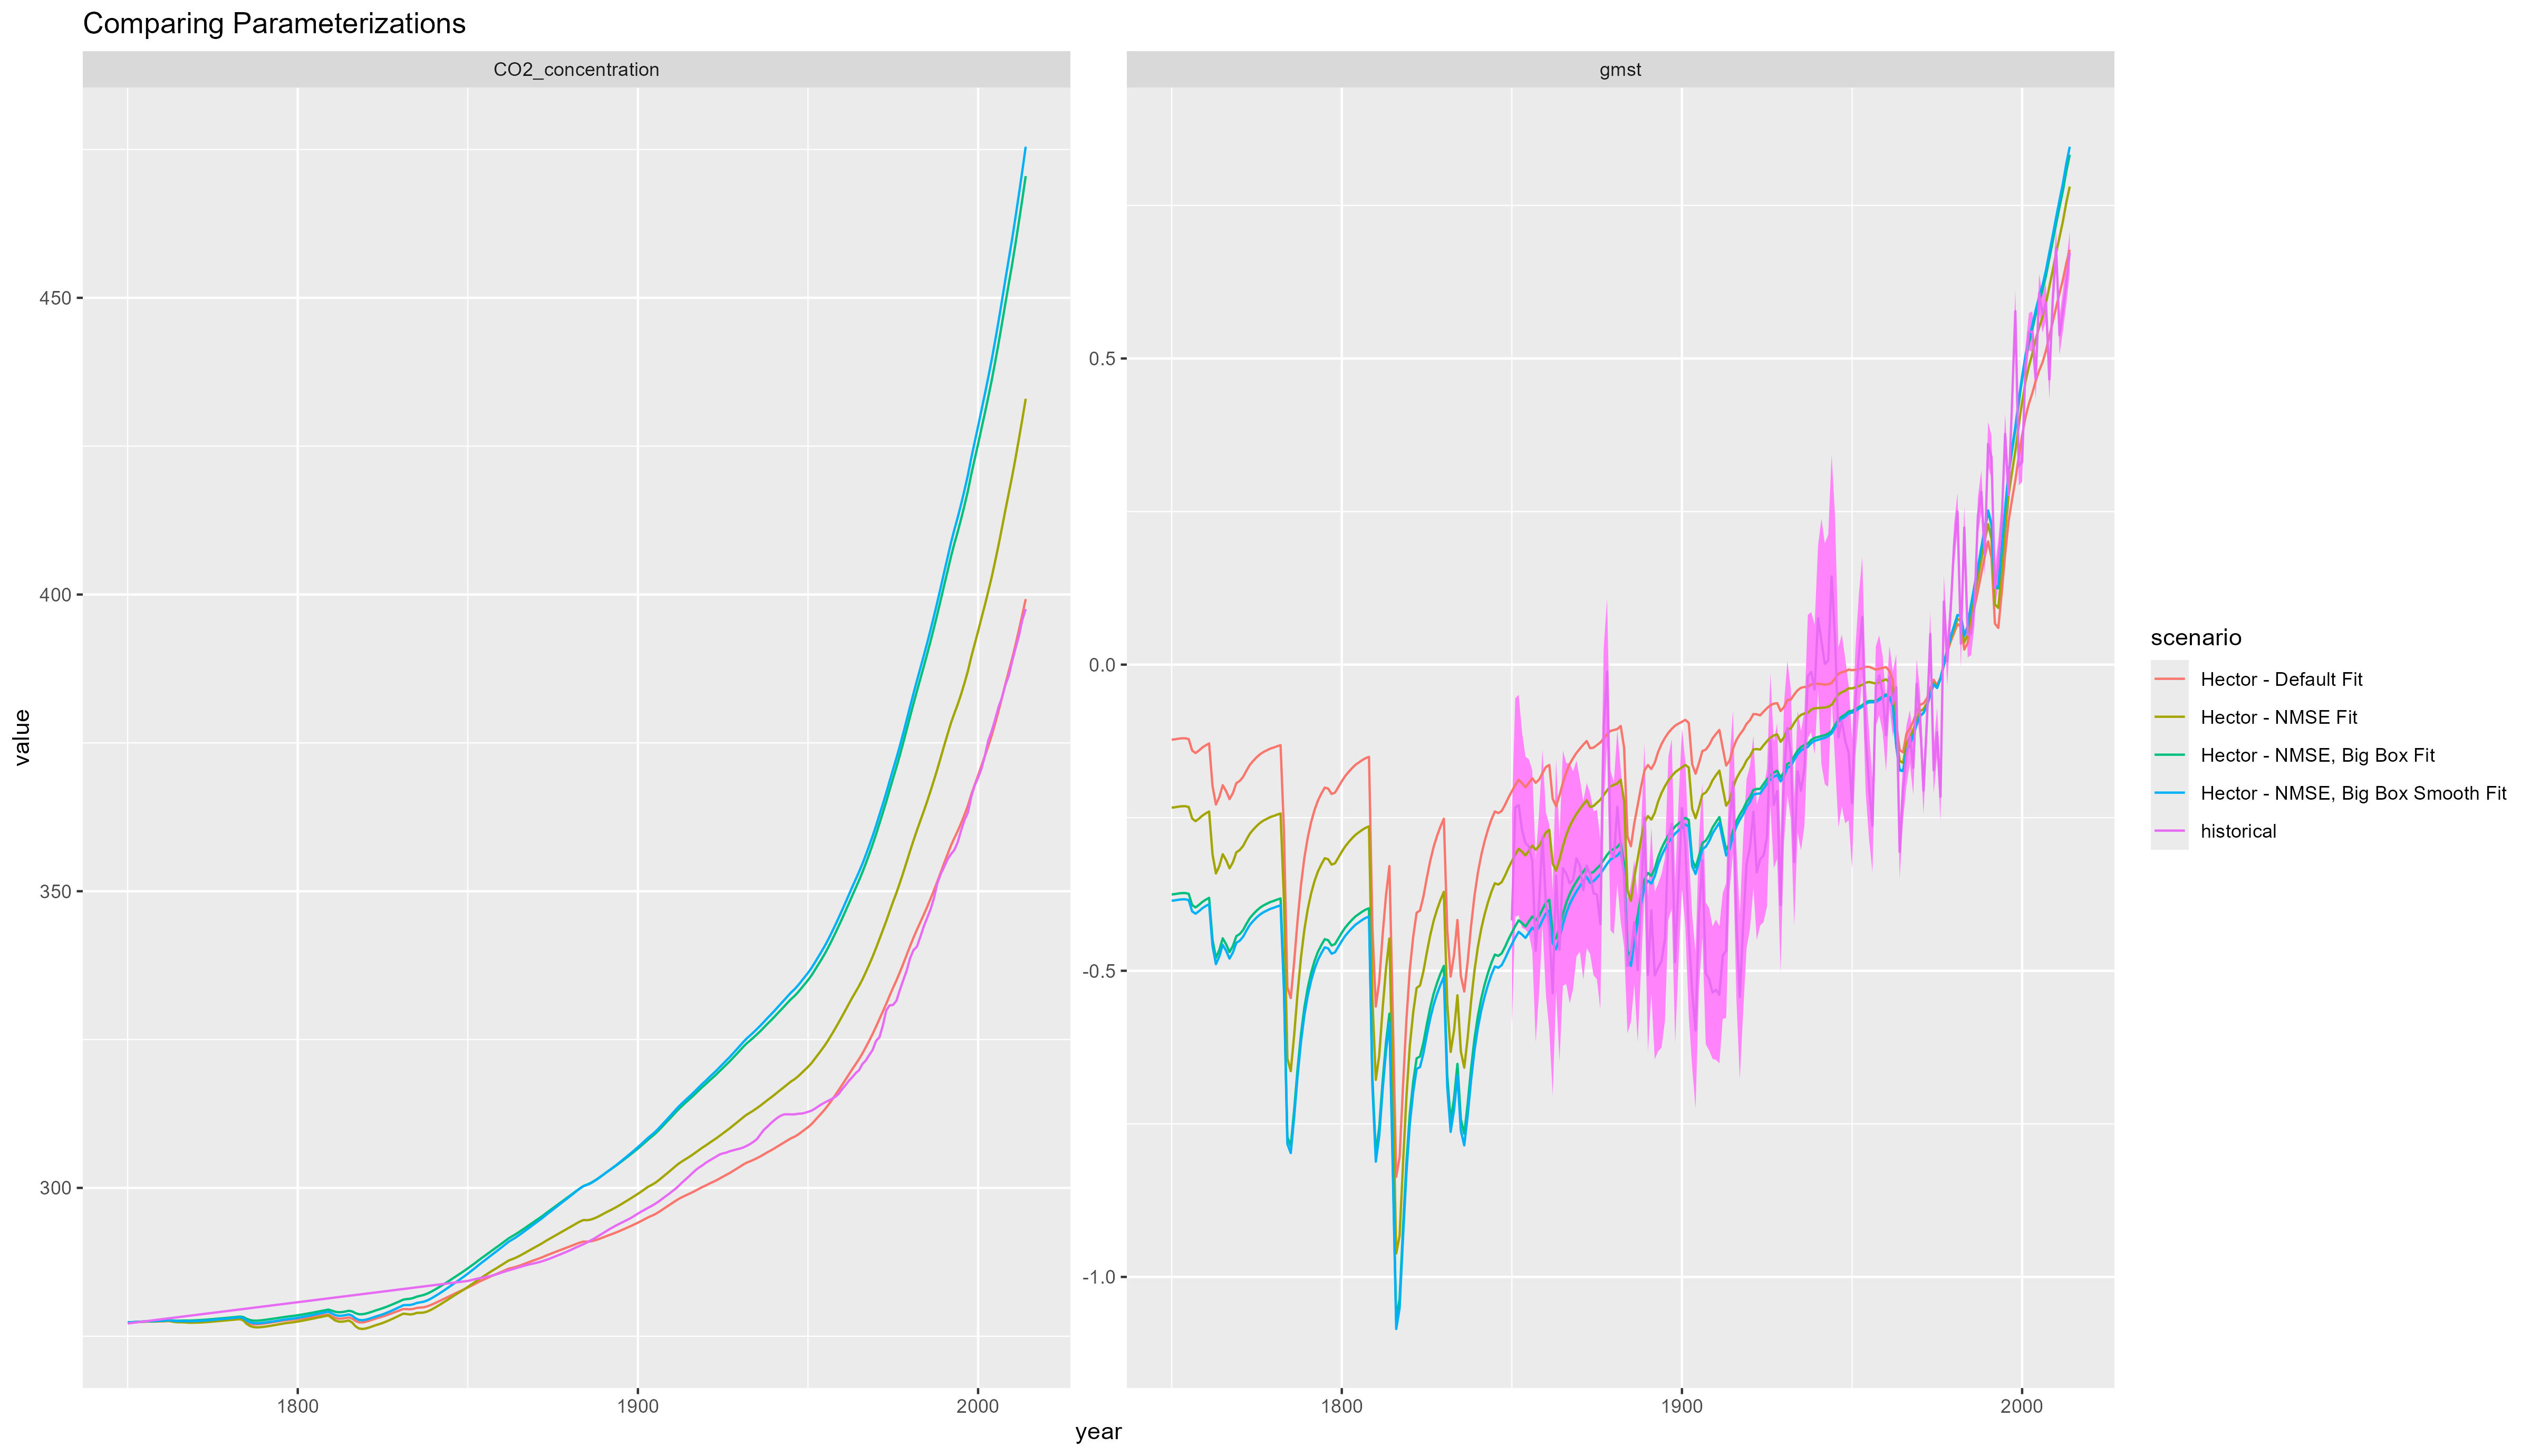 Comparing Parameterizations
CO2_concentration
gmst
value
450
400
350
300
1800
1900
2000
0.5
0.0
-0.5
-1.0
1800
1900
2000
year
scenario
Hector - Default Fit
Hector - NMSE Fit
Hector - NMSE, Big Box Fit
Hector - NMSE, Big Box Smooth Fit
historical